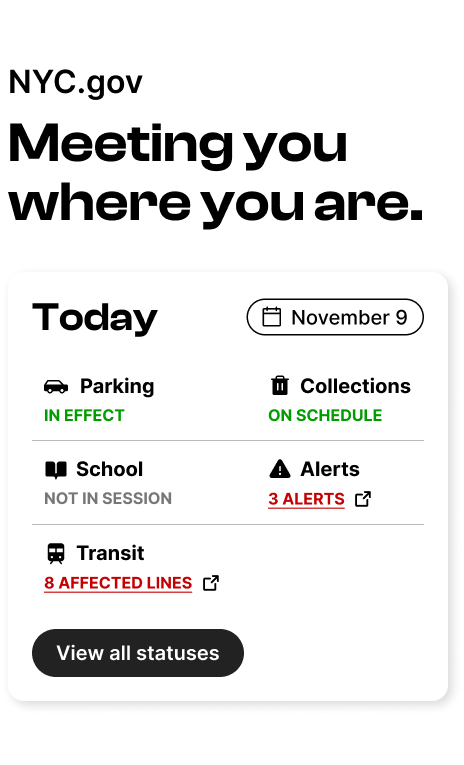 NYC.gov
Meeting you
where you are.
Today
November 9
Parking
IN EFFECT
Collections
ON SCHEDULE
School
NOT IN SESSION
Alerts
3 ALERTS
Transit
8 AFFECTED LINES
View all statuses